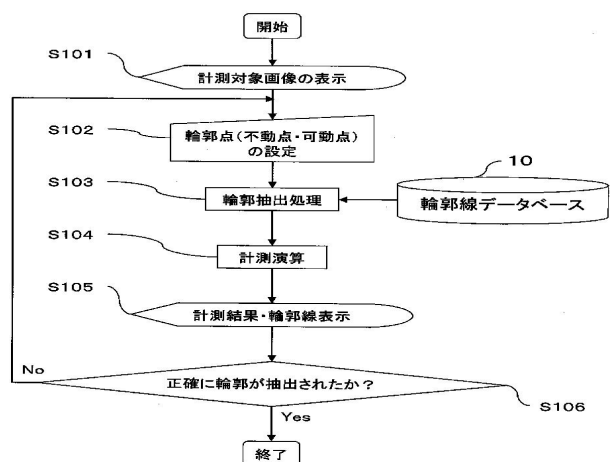 開始
S101
計測対象画像の表示
S102
輪郭点(不動点・可動点)
の設定
10
S103
輪郭抽出処理
輪郭線データベース
S104
計測演算
S105
計測結果・輪郭線表示
No
正確に輪郭が抽出されたか?
S106
Yes
終了